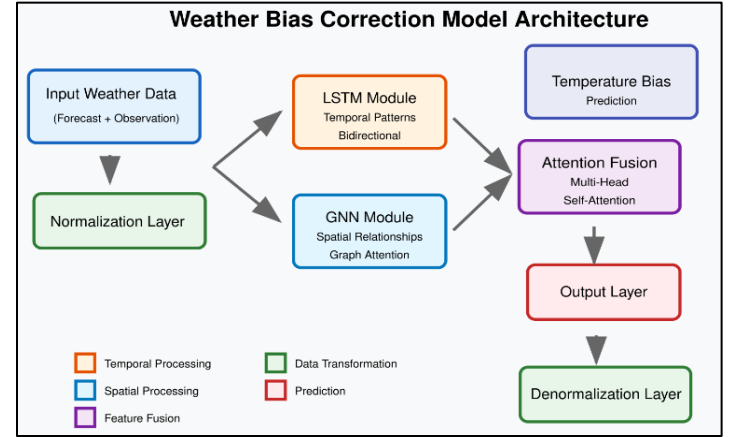 Weather Bias Correction Model Architecture
Input Weather Data
(Forecast + Observation)
Normalization Layer
LSTM Module
Temporal Patterns
Bidirectional
GNN Module
Spatial Relationships
Graph Attention
Temperature Bias
Prediction
Attention Fusion
Multi-Head
Self-Attention
Output Layer
Denormalization Layer
Temporal Processing
Spatial Processing
Feature Fusion
Data Transformation
Prediction